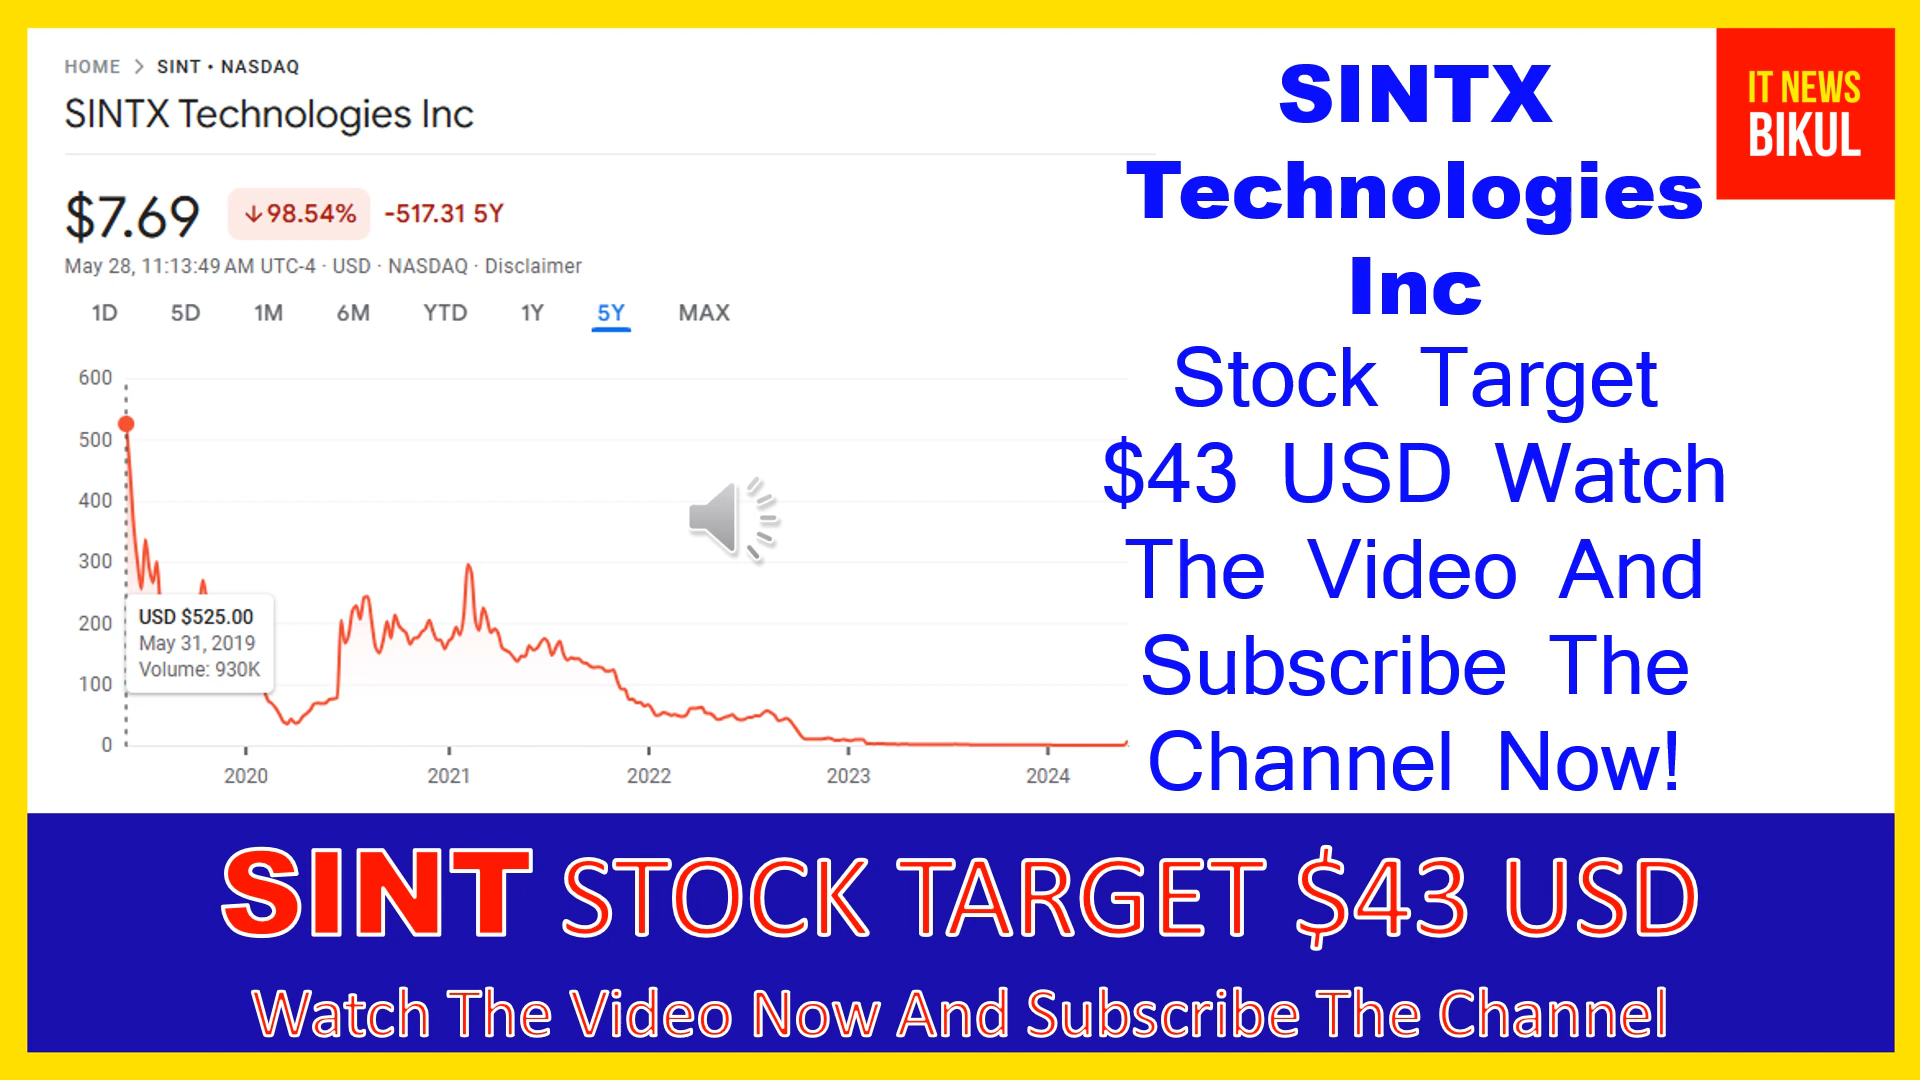 HOME > SINT • NASDAQ
SINTX Technologies Inc
$7.69 ↓98.54% -517.31 5Y
May 28, 11:13:49 AM UTC-4 · USD · NASDAQ · Disclaimer
1D 5D 1M 6M YTD 1Y 5Y MAX
600
500
400
300
200
100
0
USD $525.00
May 31, 2019
Volume: 930K
2020 2021 2022 2023 2024
SINTX
Technologies
Inc
Stock Target
$43 USD Watch
The Video And
Subscribe The
Channel Now!
IT NEWS
BIKUL
SINT STOCK TARGET $43 USD
Watch The Video Now And Subscribe The Channel